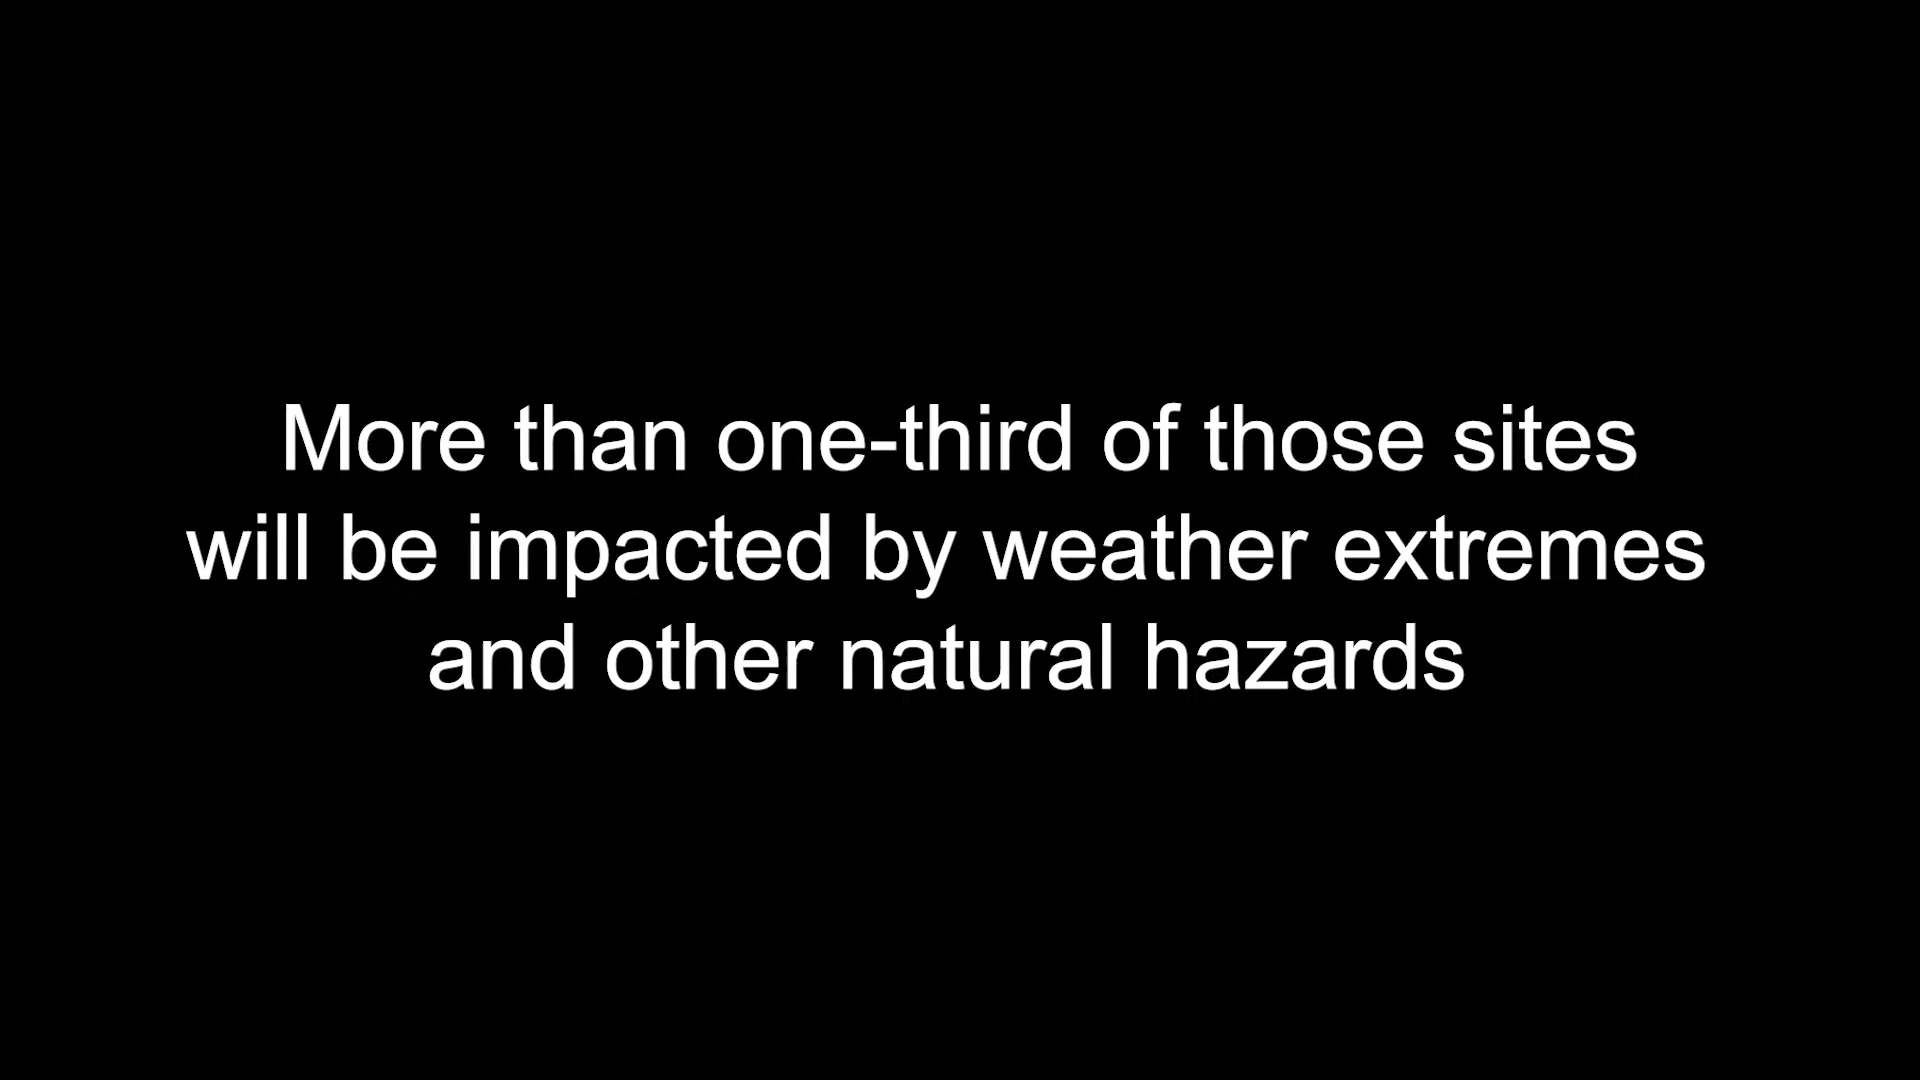 More than one-third of those sites
will be impacted by weather extremes
and other natural hazards